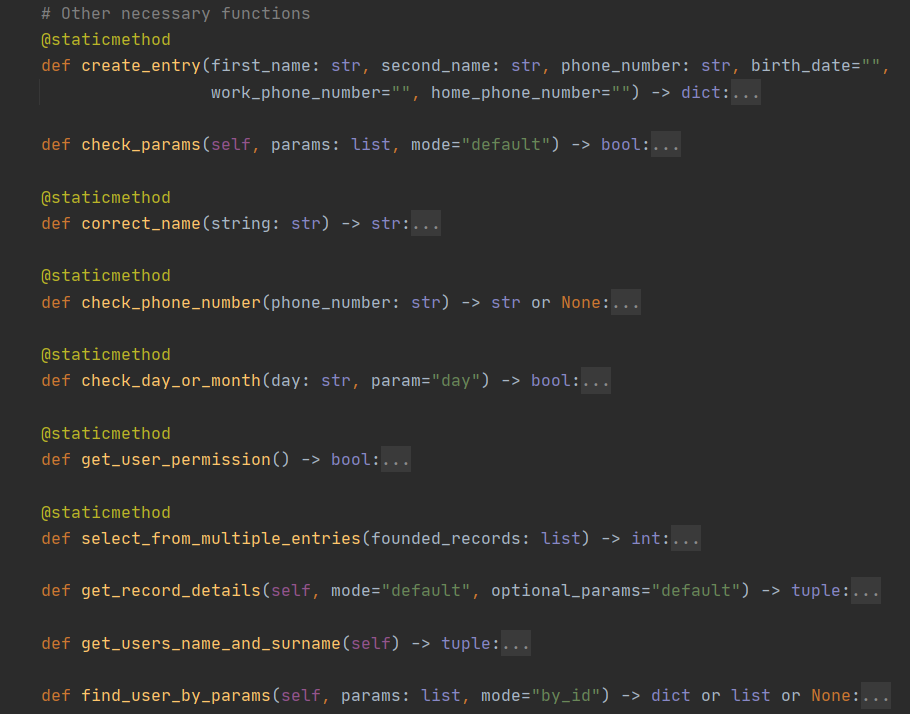 # Other necessary functions
@staticmethod
def create_entry(first_name: str, second_name: str, phone_number: str, birth_date="",
work_phone_number="", home_phone_number="") -> dict:...
def check_params(self, params: list, mode="default") -> bool:...
@staticmethod
def correct_name(string: str) -> str:...
@staticmethod
def check_phone_number(phone_number: str) -> str or None:...
@staticmethod
def check_day_or_month(day: str, param="day") -> bool:...
@staticmethod
def get_user_permission() -> bool:...
@staticmethod
def select_from_multiple_entries(founded_records: list) -> int:...
def get_record_details(self, mode="default", optional_params="default") -> tuple:...
def get_users_name_and_surname(self) -> tuple:...
def find_user_by_params(self, params: list, mode="by_id") -> dict or list or None:...